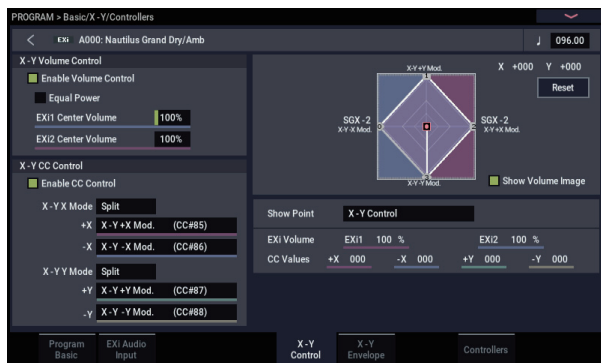 PROGRAM > Basic/X-Y/Controllers
EXi A000: Nautilus Grand Dry/Amb
♩ 096.00
X-Y Volume Control
Enable Volume Control
Equal Power
EXi1 Center Volume 100%
EXi2 Center Volume 100%
X-Y CC Control
Enable CC Control
X-Y X Mode Split
+X X-Y +X Mod. (CC#85)
-X X-Y -X Mod. (CC#86)
X-Y Y Mode Split
+Y X-Y +Y Mod. (CC#87)
-Y X-Y -Y Mod. (CC#88)
X +000 Y +000
Reset
X-Y +Y Mod.
1
SGX-2
X-Y -X Mod.
0
2
SGX-2
X-Y +X Mod.
3
X-Y -Y Mod.
Show Volume Image
Show Point X-Y Control
EXi Volume EXi1 100 % EXi2 100 %
CC Values +X 000 -X 000 +Y 000 -Y 000
Program Basic
EXi Audio Input
X-Y Control
X-Y Envelope
Controllers